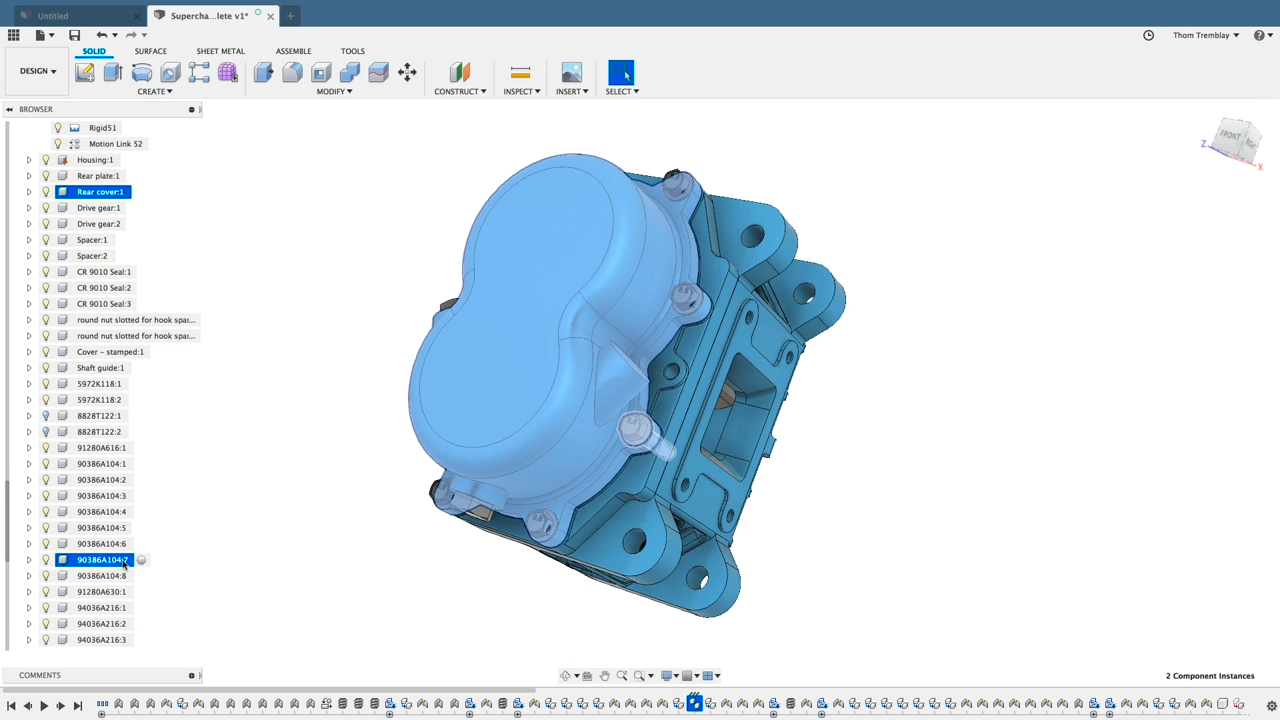 Untitled
Supercha...lete v1*
Thom Tremblay
DESIGN
SOLID
SURFACE
SHEET METAL
ASSEMBLE
TOOLS
CREATE
MODIFY
CONSTRUCT
INSPECT
INSERT
SELECT
BROWSER
Rigid51
Motion Link 52
Housing:1
Rear plate:1
Rear cover:1
Drive gear:1
Drive gear:2
Spacer:1
Spacer:2
CR 9010 Seal:1
CR 9010 Seal:2
CR 9010 Seal:3
round nut slotted for hook spa...
round nut slotted for hook spa...
Cover - stamped:1
Shaft guide:1
5972K118:1
5972K118:2
8828T122:1
8828T122:2
91280A616:1
90386A104:1
90386A104:2
90386A104:3
90386A104:4
90386A104:5
90386A104:6
90386A104:7
90386A104:8
91280A630:1
94036A216:1
94036A216:2
94036A216:3
FRONT
Z
X
COMMENTS
2 Component Instances